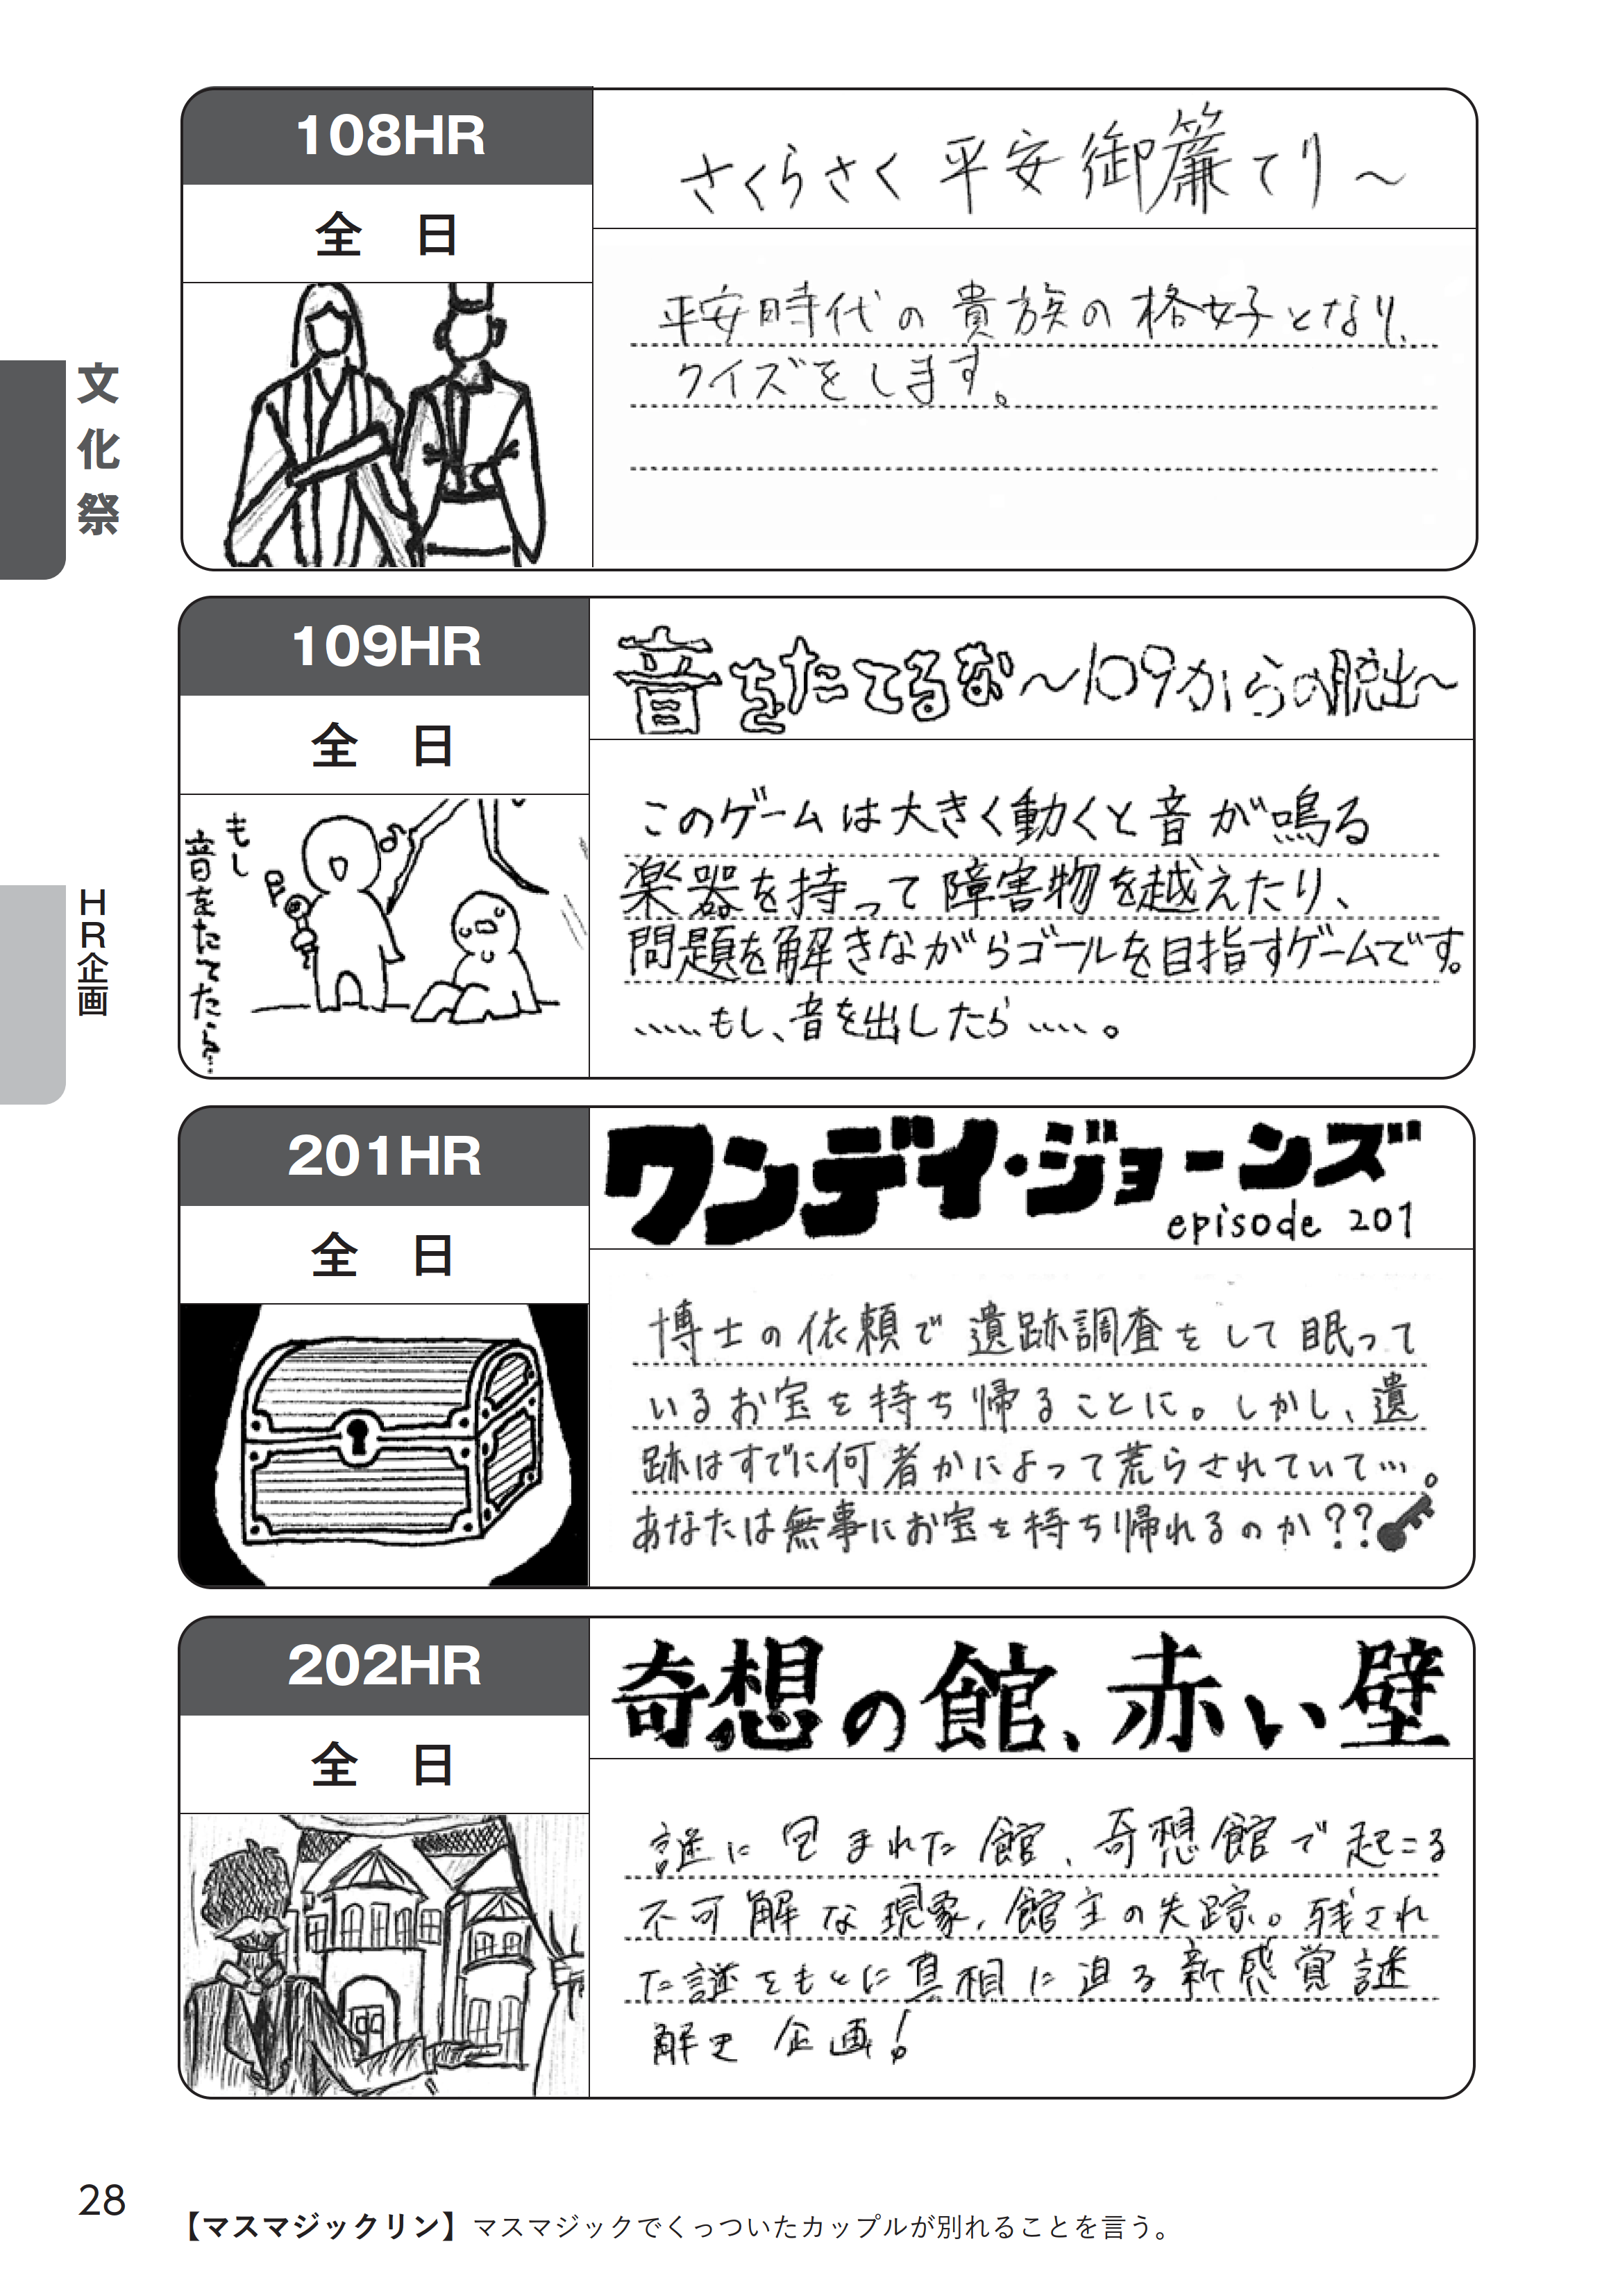 文化祭
HR企画
108HR
全 日
さくらさく 平安 御簾てリ〜
平安時代の貴族の格好となり、
クイズをします。
109HR
全 日
もし
音をたてたら…
音をたてるな〜109からの脱出〜
このゲームは大きく動くと音が鳴る
楽器を持って障害物を越えたり、
問題を解きながらゴールを目指すゲームです。
……もし、音を出したら……。
201HR
全 日
ワンデイ・ジョーンズ
episode 201
博士の依頼で遺跡調査をして眠って
いるお宝を持ち帰ることに。しかし、遺
跡はすでに何者かによって荒らされていて…。
あなたは無事にお宝を持ち帰れるのか??
202HR
全 日
奇想の館、赤い壁
謎に包まれた館、奇想館で起こる
不可解な現象、館主の失踪。残され
た謎をもとに真相に迫る新感覚謎
解き企画!
28
【マスマジックリン】マスマジックでくっついたカップルが別れることを言う。